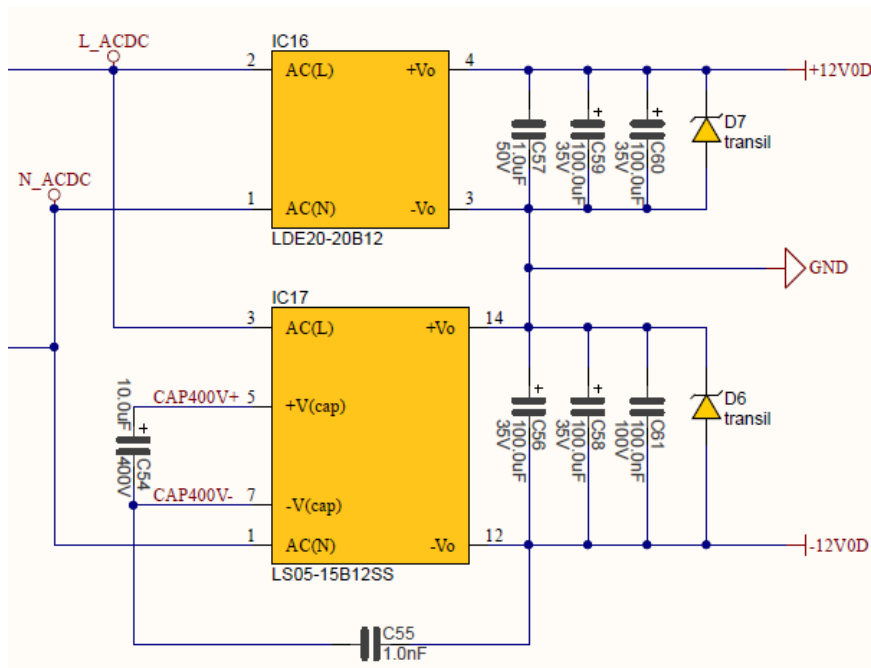 L_ACDC
IC16
2
AC(L)
+Vo
4
+12V0D
C57
1.0uF
50V
C59
100.0uF
35V
C60
100.0uF
35V
D7
transil
N_ACDC
1
AC(N)
-Vo
3
LDE20-20B12
GND
IC17
3
AC(L)
+Vo
14
CAP400V+
5
+V(cap)
10.0uF
C54
400V
C56
100.0uF
35V
C58
100.0uF
35V
C61
100.0nF
100V
D6
transil
CAP400V-
7
-V(cap)
1
AC(N)
-Vo
12
-12V0D
LS05-15B12SS
C55
1.0nF